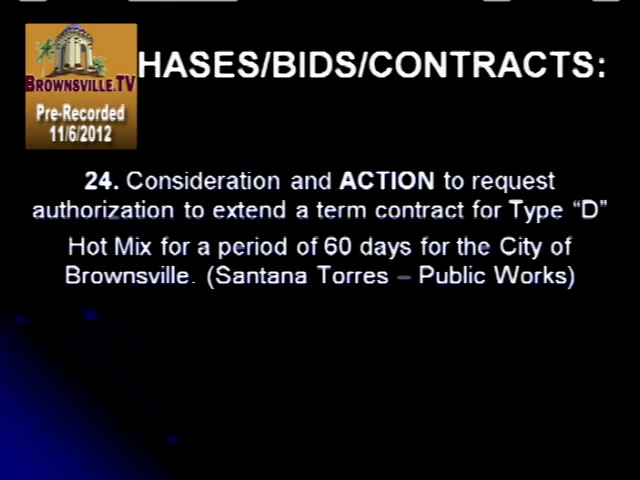 BROWNSVILLE.TV
Pre-Recorded
11/6/2012
HASES/BIDS/CONTRACTS:
24. Consideration and ACTION to request
authorization to extend a term contract for Type “D”
Hot Mix for a period of 60 days for the City of
Brownsville. (Santana Torres – Public Works)